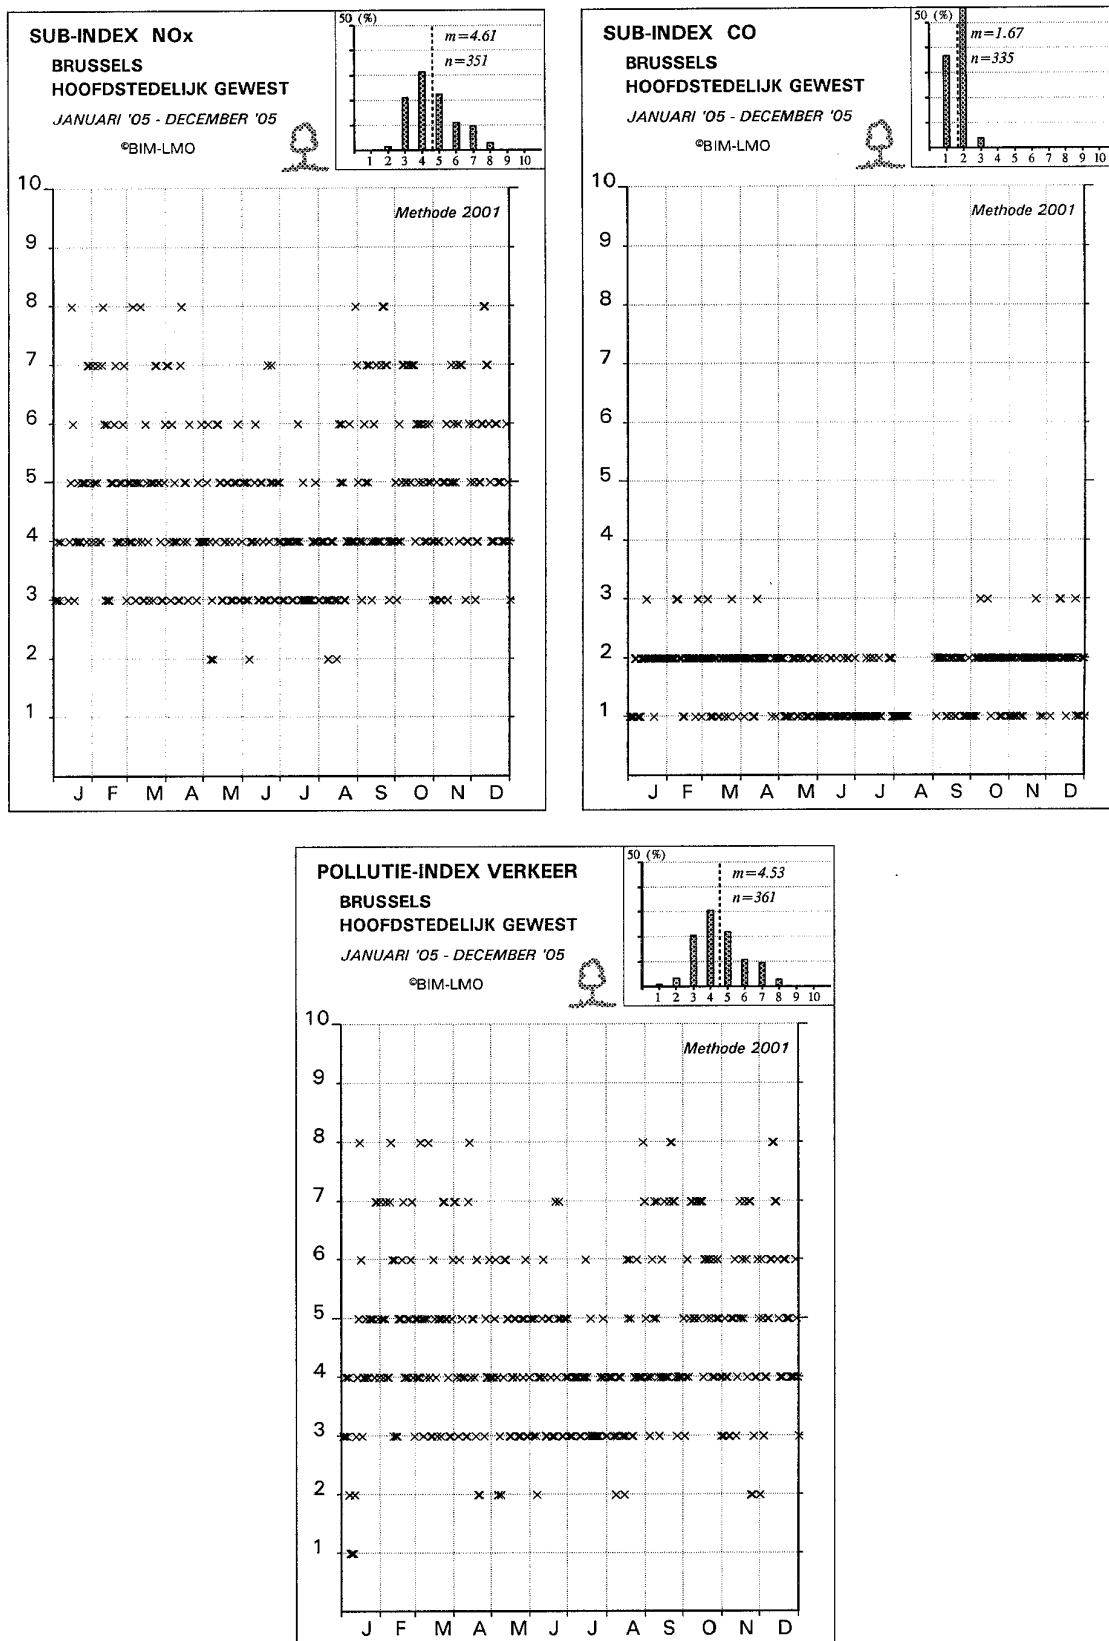 SUB-INDEX NOx
BRUSSELS
HOOFDSTEDELIJK GEWEST
JANUARI '05 - DECEMBER '05
©BIM-LMO
50 (%)
m=4.61
n=351
1 2 3 4 5 6 7 8 9 10
Methode 2001
10
9
8
7
6
5
4
3
2
1
J F M A M J J A S O N D
SUB-INDEX CO
BRUSSELS
HOOFDSTEDELIJK GEWEST
JANUARI '05 - DECEMBER '05
©BIM-LMO
50 (%)
m=1.67
n=335
1 2 3 4 5 6 7 8 9 10
Methode 2001
10
9
8
7
6
5
4
3
2
1
J F M A M J J A S O N D
POLLUTIE-INDEX VERKEER
BRUSSELS
HOOFDSTEDELIJK GEWEST
JANUARI '05 - DECEMBER '05
©BIM-LMO
50 (%)
m=4.53
n=361
1 2 3 4 5 6 7 8 9 10
Methode 2001
10
9
8
7
6
5
4
3
2
1
J F M A M J J A S O N D